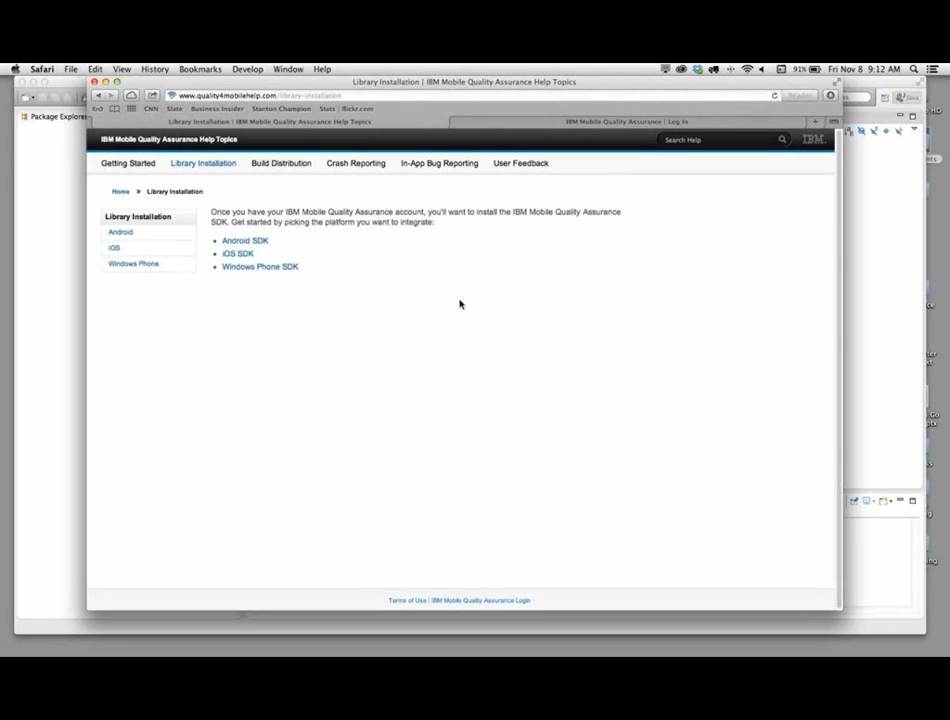 Safari File Edit View History Bookmarks Develop Window Help 91% Fri Nov 8 9:12 AM
Library Installation | IBM Mobile Quality Assurance Help Topics
www.quality4mobilehelp.com/library-installation Reader
CNN Slate Business Insider Stanton Champion Stats Flickr.com
Library Installation | IBM Mobile Quality Assurance Help Topics
IBM Mobile Quality Assurance | Log In
Package Explorer
Java
IBM Mobile Quality Assurance Help Topics
Search Help
IBM
Getting Started Library Installation Build Distribution Crash Reporting In-App Bug Reporting User Feedback
Home » Library Installation
Library Installation
Android
iOS
Windows Phone
Once you have your IBM Mobile Quality Assurance account, you'll want to install the IBM Mobile Quality Assurance
SDK. Get started by picking the platform you want to integrate:
• Android SDK
• iOS SDK
• Windows Phone SDK
Terms of Use | IBM Mobile Quality Assurance Login